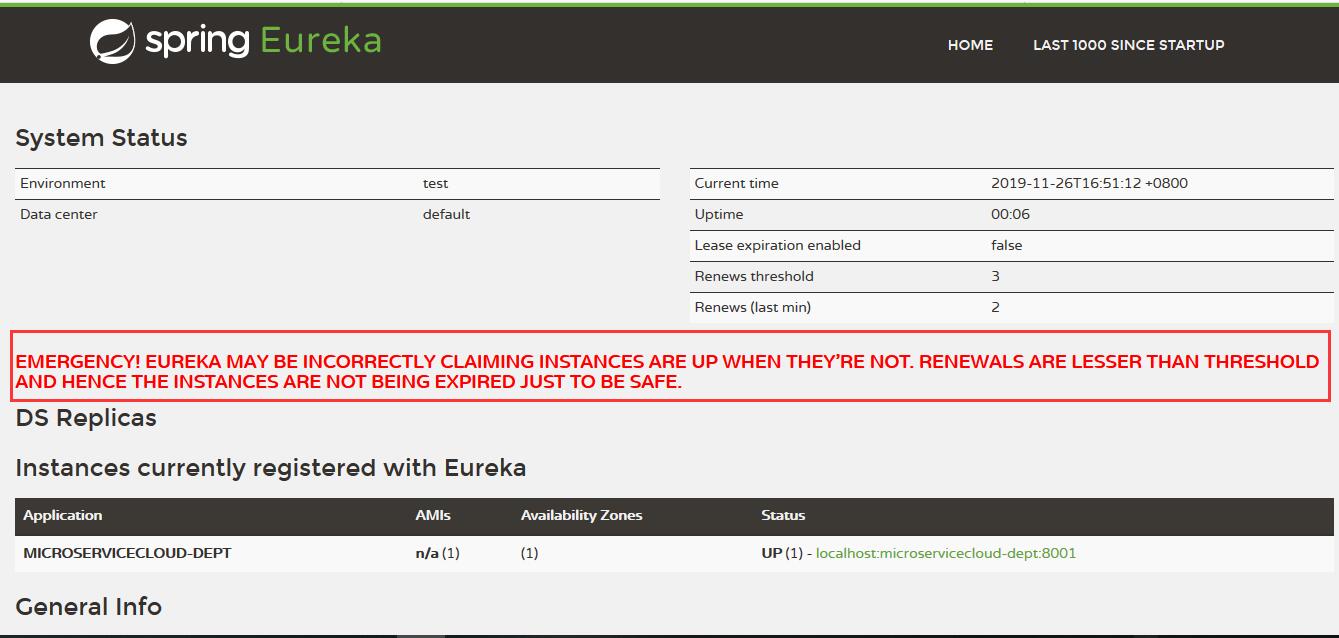 spring Eureka
HOME LAST 1000 SINCE STARTUP
System Status
Environment test
Data center default
Current time 2019-11-26T16:51:12 +0800
Uptime 00:06
Lease expiration enabled false
Renews threshold 3
Renews (last min) 2
EMERGENCY! EUREKA MAY BE INCORRECTLY CLAIMING INSTANCES ARE UP WHEN THEY'RE NOT. RENEWALS ARE LESSER THAN THRESHOLD
AND HENCE THE INSTANCES ARE NOT BEING EXPIRED JUST TO BE SAFE.
DS Replicas
Instances currently registered with Eureka
Application AMIs Availability Zones Status
MICROSERVICECLOUD-DEPT n/a (1) (1) UP (1) - localhost:microservicecloud-dept:8001
General Info